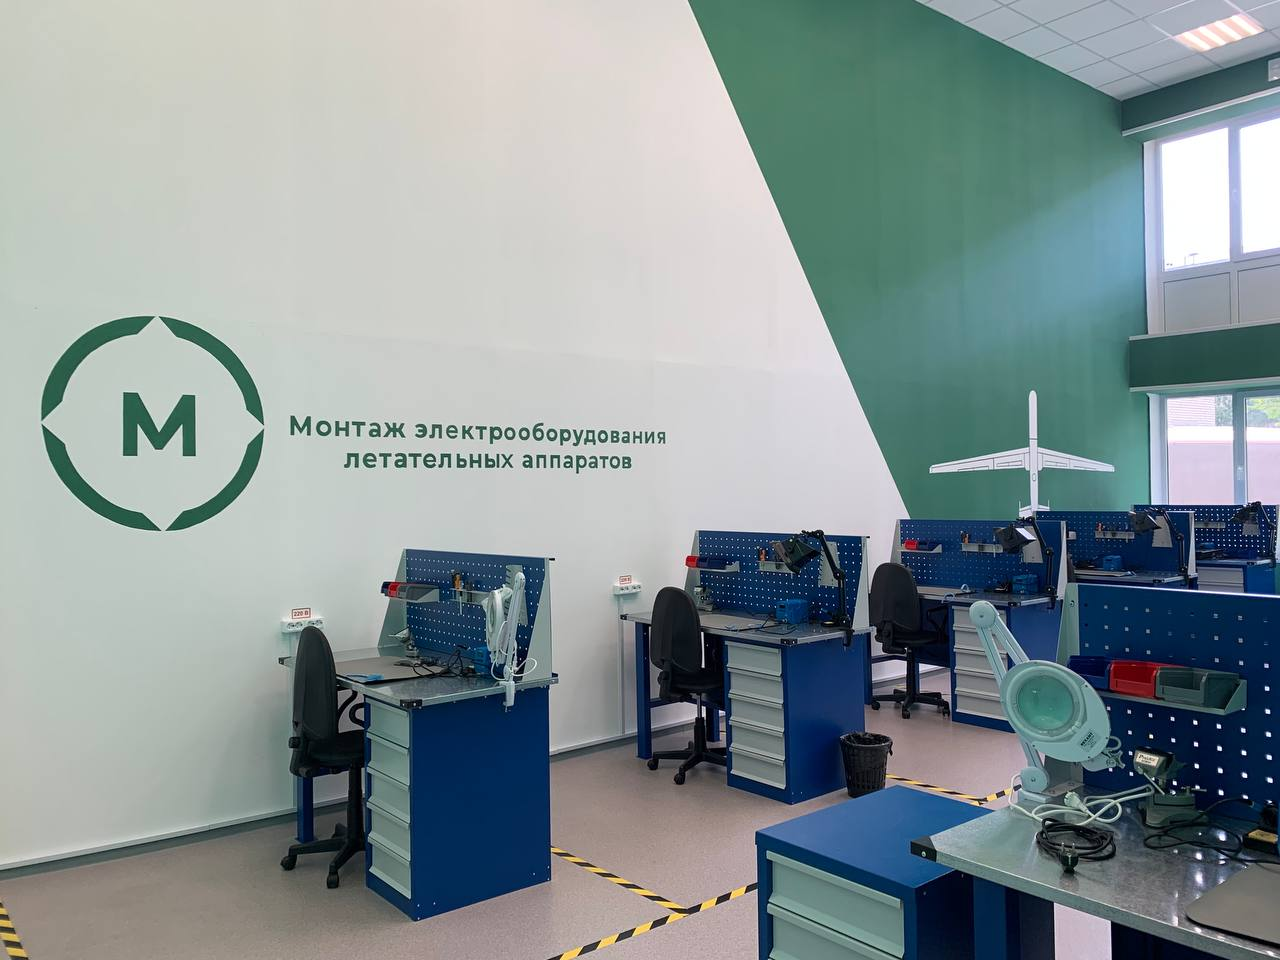 М
Монтаж электрооборудования
летательных аппаратов
220 В
220 В